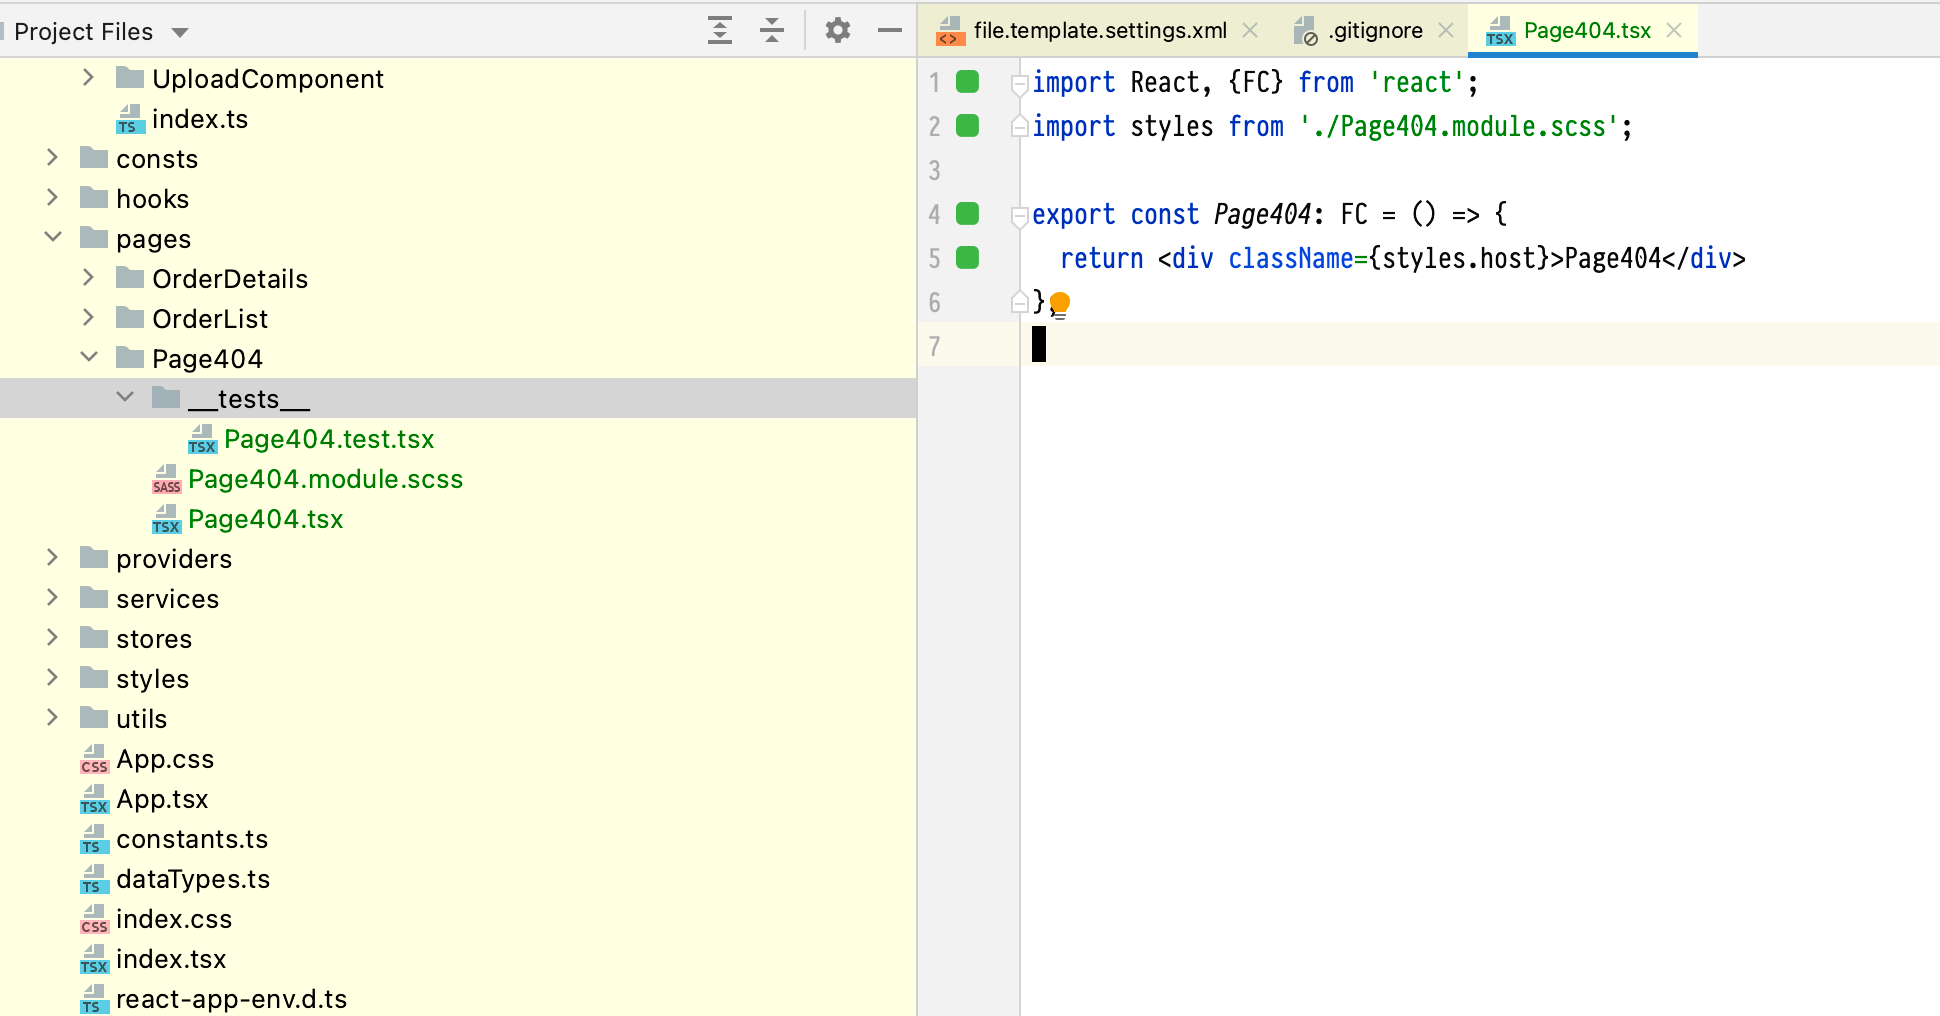 Project Files
UploadComponent
TS index.ts
consts
hooks
pages
OrderDetails
OrderList
Page404
__tests__
TSX Page404.test.tsx
SASS Page404.module.scss
TSX Page404.tsx
providers
services
stores
styles
utils
CSS App.css
TSX App.tsx
TS constants.ts
TS dataTypes.ts
CSS index.css
TSX index.tsx
TS react-app-env.d.ts
<> file.template.settings.xml
.gitignore
TSX Page404.tsx
1 import React, {FC} from 'react';
2 import styles from './Page404.module.scss';
3
4 export const Page404: FC = () => {
5 return <div className={styles.host}>Page404</div>
6 };
7